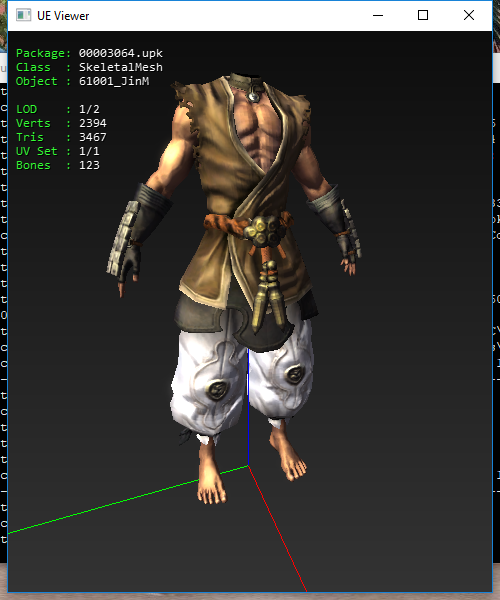 UE Viewer
Package: 00003064.upk
Class : SkeletalMesh
Object : 61001_JinM
LOD : 1/2
Verts : 2394
Tris : 3467
UV Set : 1/1
Bones : 123